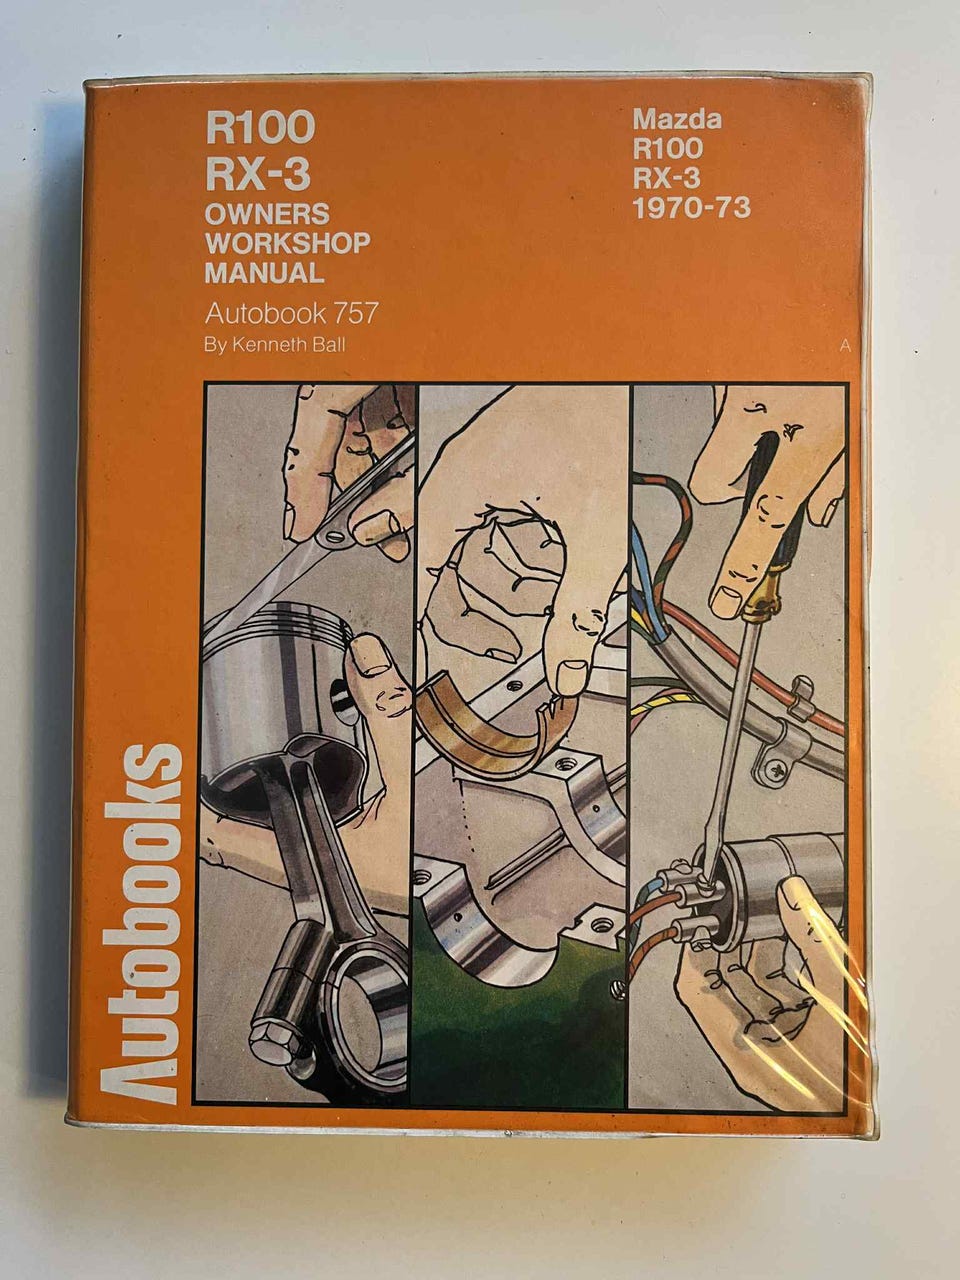 R100
RX-3
OWNERS
WORKSHOP
MANUAL
Autobook 757
By Kenneth Ball
Mazda
R100
RX-3
1970-73
A
Autobooks